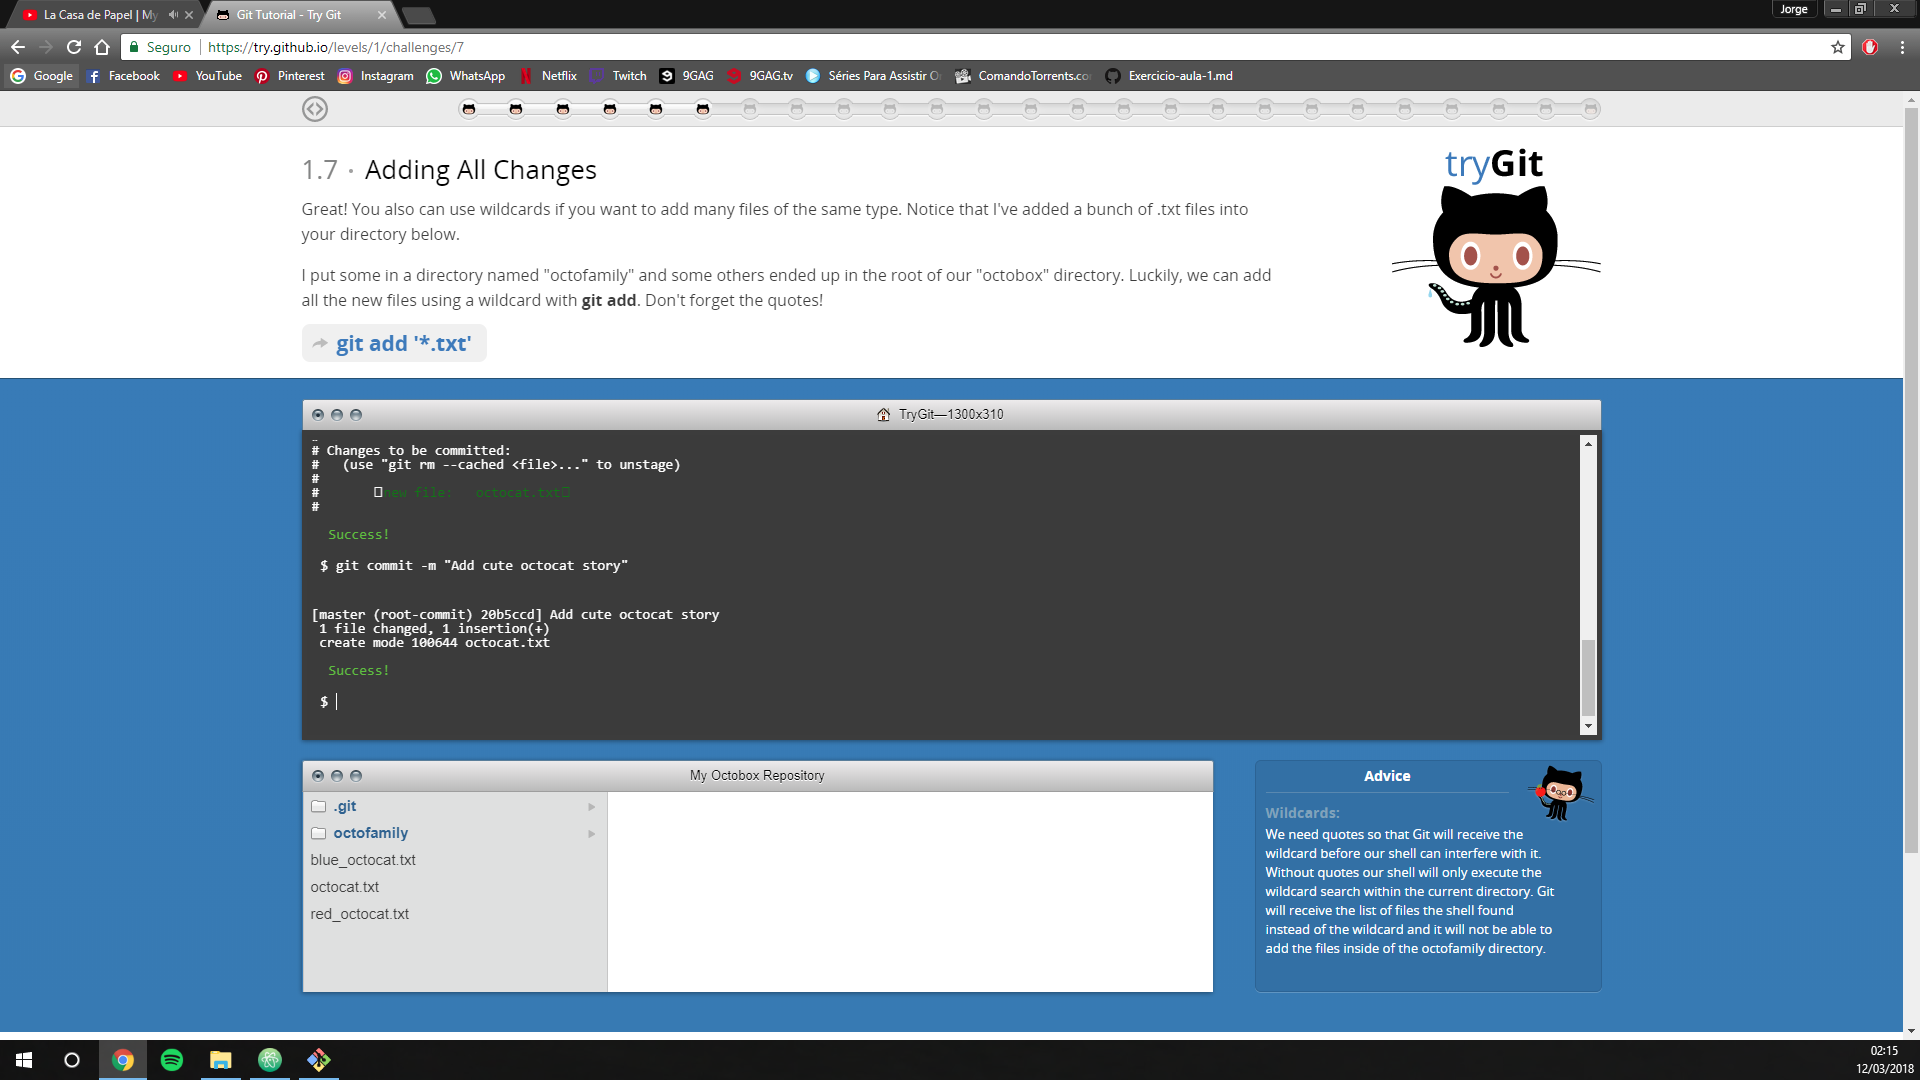 La Casa de Papel | My
Git Tutorial - Try Git
Jorge
Seguro
https://try.github.io/levels/1/challenges/7
Google
Facebook
YouTube
Pinterest
Instagram
WhatsApp
Netflix
Twitch
9GAG
9GAG.tv
Séries Para Assistir
ComandoTorrents.co
Exercicio-aula-1.md
1.7 · Adding All Changes
Great! You also can use wildcards if you want to add many files of the same type. Notice that I've added a bunch of .txt files into
your directory below.
I put some in a directory named "octofamily" and some others ended up in the root of our "octobox" directory. Luckily, we can add
all the new files using a wildcard with git add. Don't forget the quotes!
git add '*.txt'
tryGit
TryGit—1300x310
# Changes to be committed:
#   (use "git rm --cached <file>..." to unstage)
#
#       new file:   octocat.txt
#
Success!
$ git commit -m "Add cute octocat story"
[master (root-commit) 20b5ccd] Add cute octocat story
1 file changed, 1 insertion(+)
create mode 100644 octocat.txt
Success!
$
My Octobox Repository
.git
octofamily
blue_octocat.txt
octocat.txt
red_octocat.txt
Advice
Wildcards:
We need quotes so that Git will receive the
wildcard before our shell can interfere with it.
Without quotes our shell will only execute the
wildcard search within the current directory. Git
will receive the list of files the shell found
instead of the wildcard and it will not be able to
add the files inside of the octofamily directory.
02:15
12/03/2018